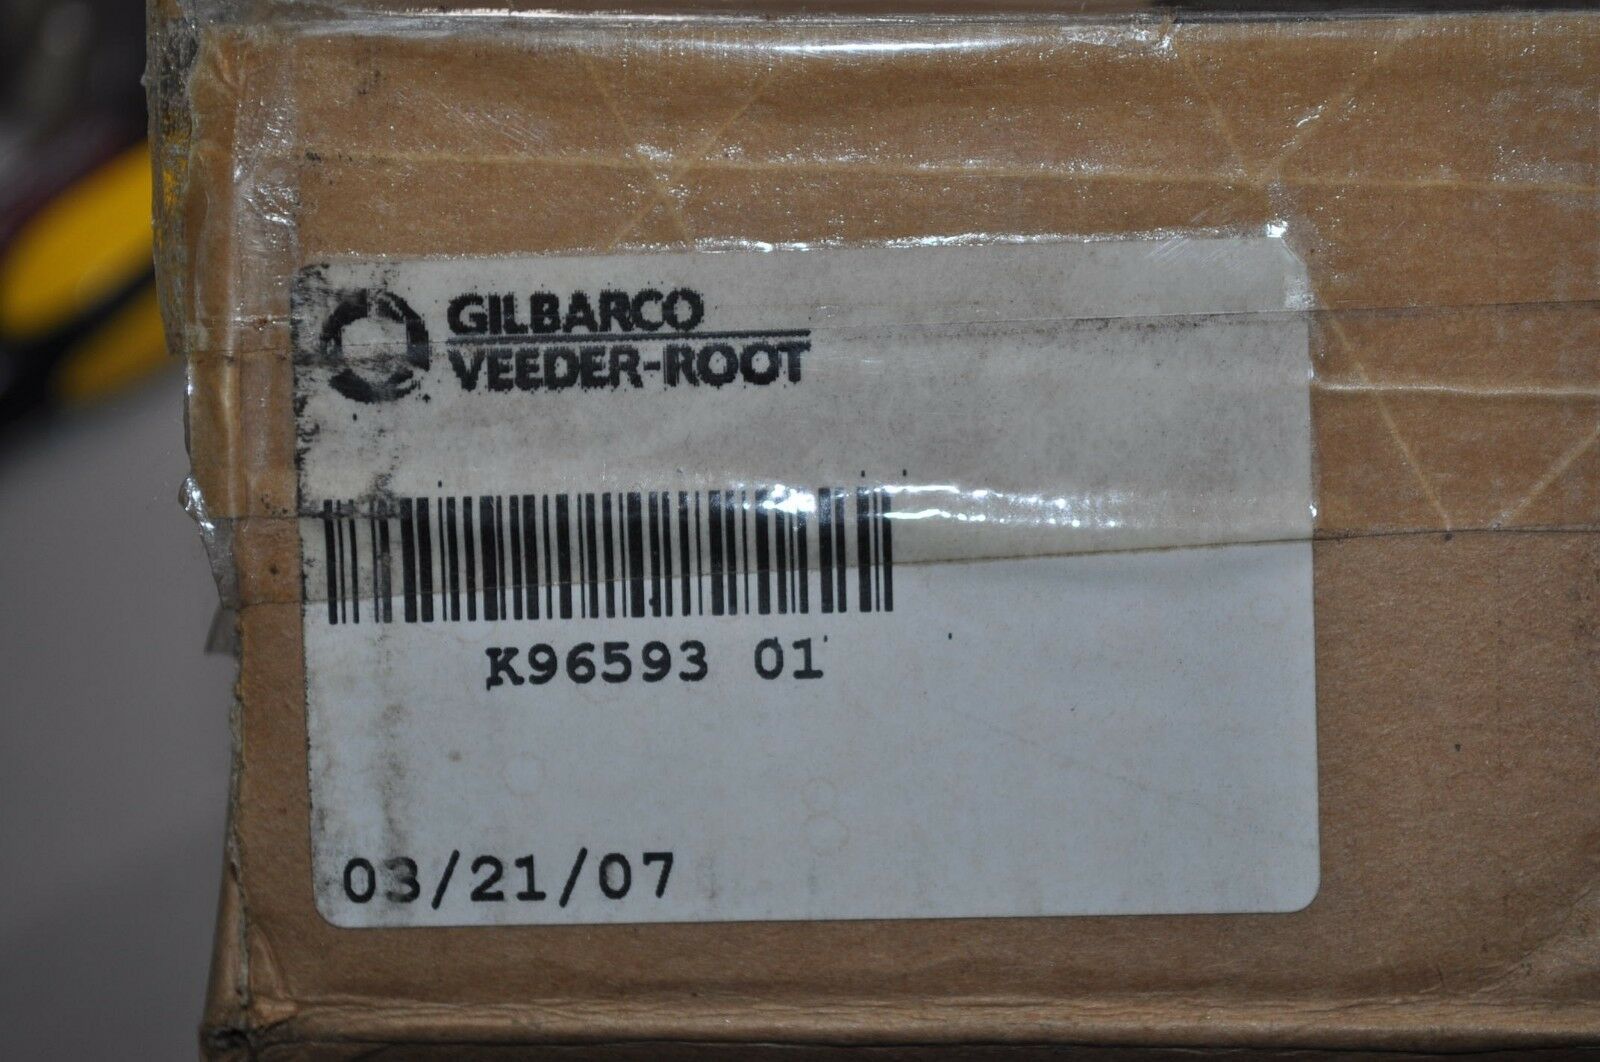 GILBARCO
VEEDER-ROOT
K96593 01
03/21/07